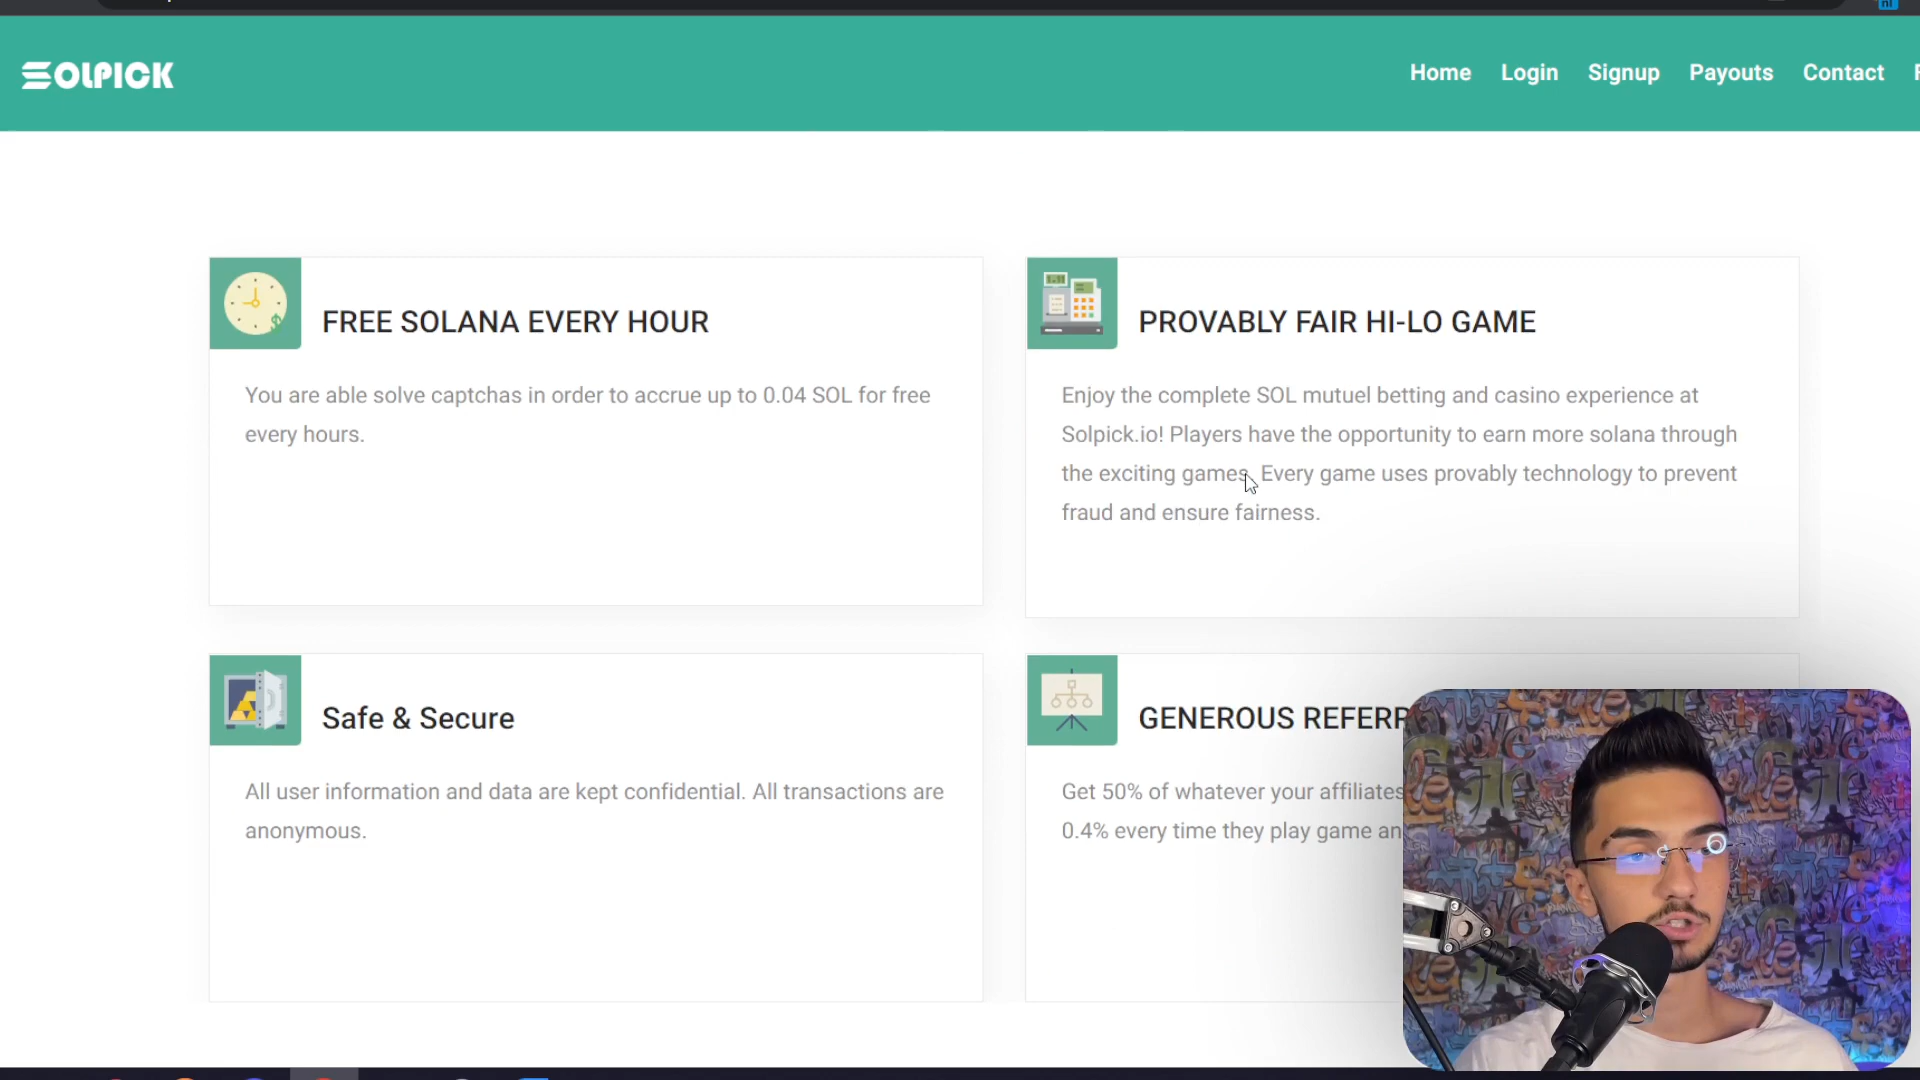 SOLPICK
Home Login Signup Payouts Contact
FREE SOLANA EVERY HOUR
You are able solve captchas in order to accrue up to 0.04 SOL for free
every hours.
PROVABLY FAIR HI-LO GAME
Enjoy the complete SOL mutuel betting and casino experience at
Solpick.io! Players have the opportunity to earn more solana through
the exciting games. Every game uses provably technology to prevent
fraud and ensure fairness.
Safe & Secure
All user information and data are kept confidential. All transactions are
anonymous.
GENEROUS
Get 50% of whatever your affiliates
0.4% every time they play game